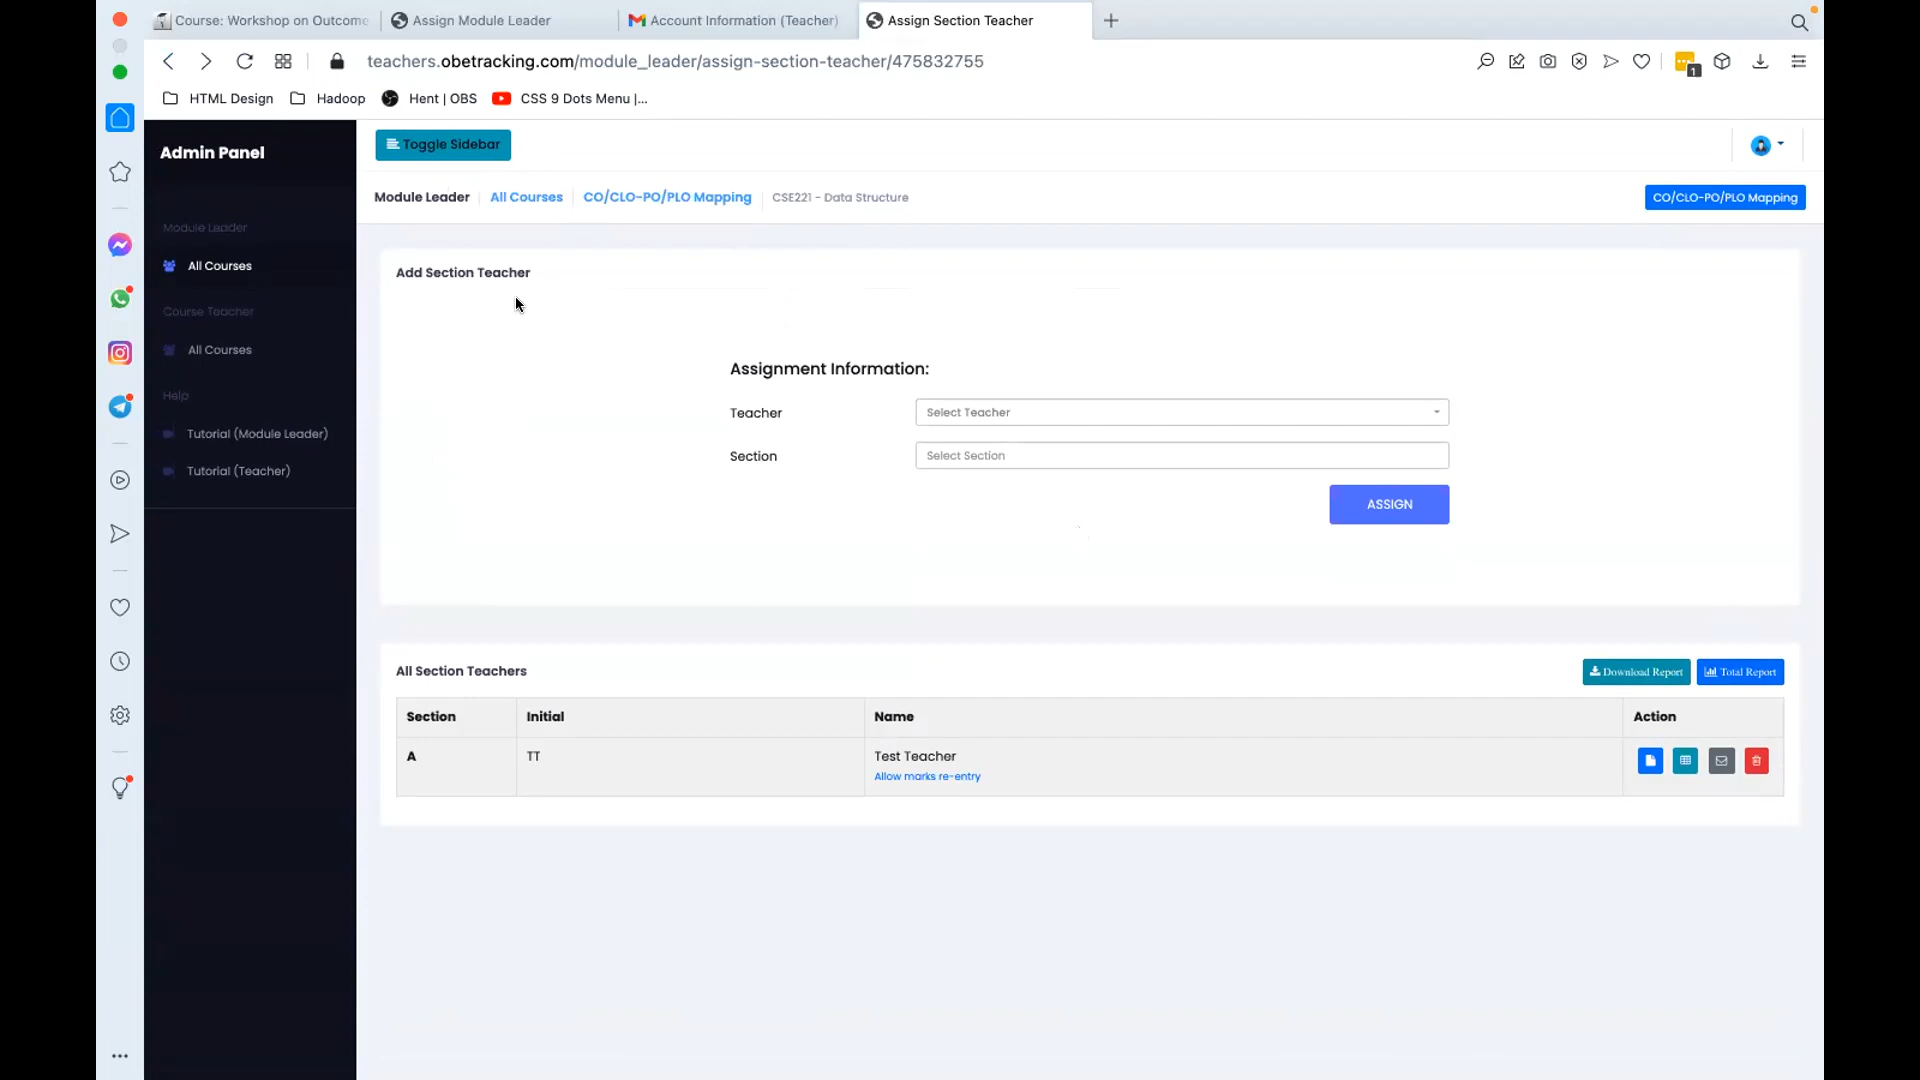 Course: Workshop on Outcome
Assign Module Leader
Account Information (Teacher)
Assign Section Teacher
teachers.obetracking.com/module_leader/assign-section-teacher/475832755
1
HTML Design
Hadoop
Hent | OBS
CSS 9 Dots Menu |...
Admin Panel
Toggle Sidebar
Module Leader
All Courses
CO/CLO-PO/PLO Mapping
CSE221 - Data Structure
CO/CLO-PO/PLO Mapping
Module Leader
All Courses
Course Teacher
All Courses
Help
Tutorial (Module Leader)
Tutorial (Teacher)
Add Section Teacher
Assignment Information:
Teacher
Select Teacher
Section
Select Section
ASSIGN
All Section Teachers
Download Report
Total Report
Section Initial Name Action
A TT Test Teacher
Allow marks re-entry